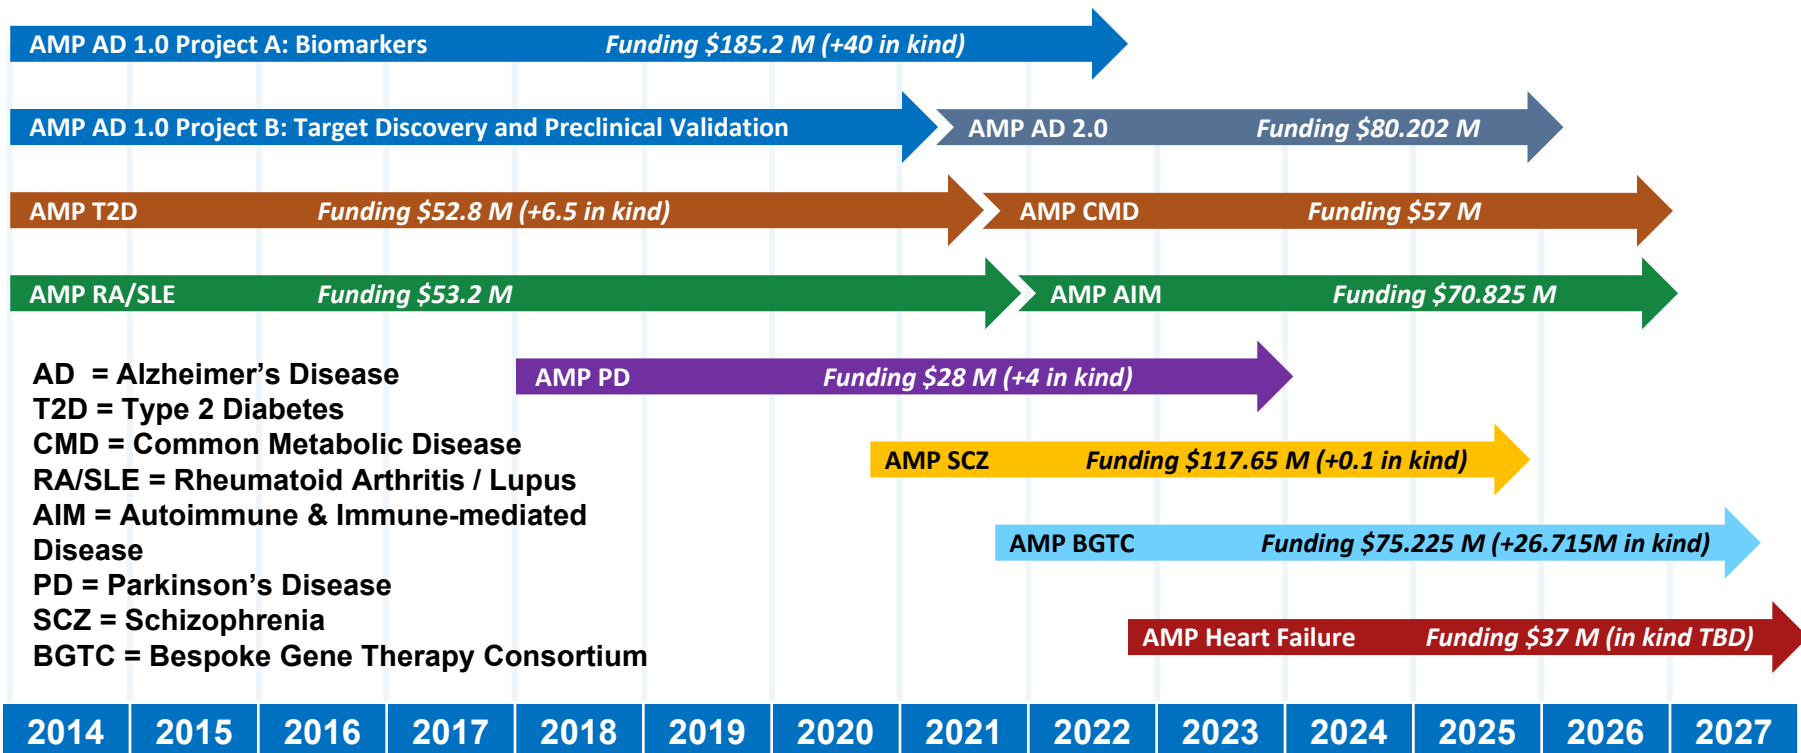 AMP AD 1.0 Project A: Biomarkers Funding $185.2 M (+40 in kind)
AMP AD 1.0 Project B: Target Discovery and Preclinical Validation AMP AD 2.0 Funding $80.202 M
AMP T2D Funding $52.8 M (+6.5 in kind) AMP CMD Funding $57 M
AMP RA/SLE Funding $53.2 M AMP AIM Funding $70.825 M
AMP PD Funding $28 M (+4 in kind)
AMP SCZ Funding $117.65 M (+0.1 in kind)
AMP BGTC Funding $75.225 M (+26.715M in kind)
AMP Heart Failure Funding $37 M (in kind TBD)
AD = Alzheimer's Disease
T2D = Type 2 Diabetes
CMD = Common Metabolic Disease
RA/SLE = Rheumatoid Arthritis / Lupus
AIM = Autoimmune & Immune-mediated
Disease
PD = Parkinson's Disease
SCZ = Schizophrenia
BGTC = Bespoke Gene Therapy Consortium
2014 2015 2016 2017 2018 2019 2020 2021 2022 2023 2024 2025 2026 2027